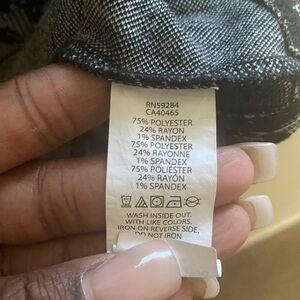 RN59284
CA40465
75% POLYESTER
24% RAYON
1% SPANDEX
75% POLYESTER
24% RAYONNE
1% SPANDEX
75% POLIÉSTER
24% RAYÓN
1% SPANDEX
WASH INSIDE OUT.
WITH LIKE COLORS.
IRON ON REVERSE SIDE,
DO NOT IRON